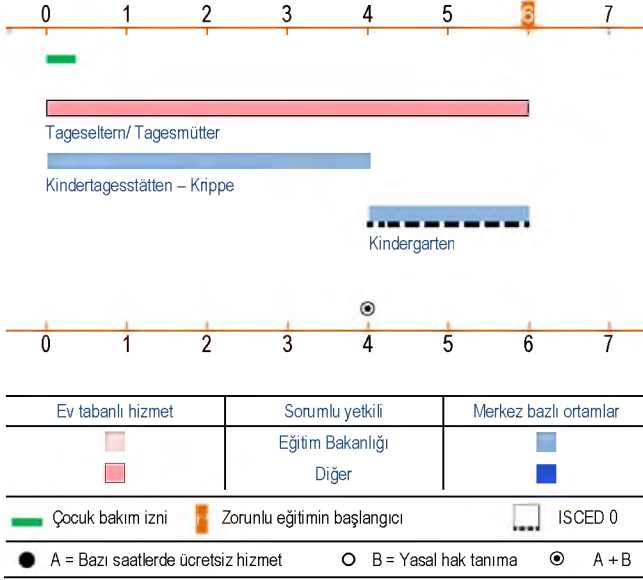 0 1 2 3 4 5 6 7
Tageseltern/ Tagesmütter
Kindertagesstätten – Krippe
Kindergarten
0 1 2 3 4 5 6 7
Ev tabanlı hizmet Sorumlu yetkili Merkez bazlı ortamlar
Eğitim Bakanlığı
Diğer
Çocuk bakım izni Zorunlu eğitimin başlangıcı ISCED 0
A = Bazı saatlerde ücretsiz hizmet B = Yasal hak tanıma A + B